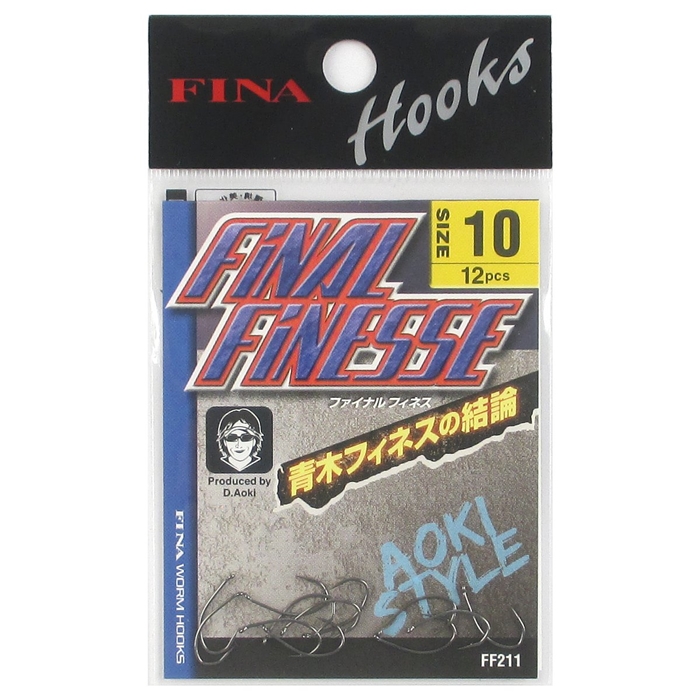 FINA
Hooks
SIZE 10
12pcs
FiNAL
FiNESSE
ファイナル フィネス
青木フィネスの結論
Produced by
D.Aoki
AOKI
STYLE
FINA WORM HOOKS
FF211